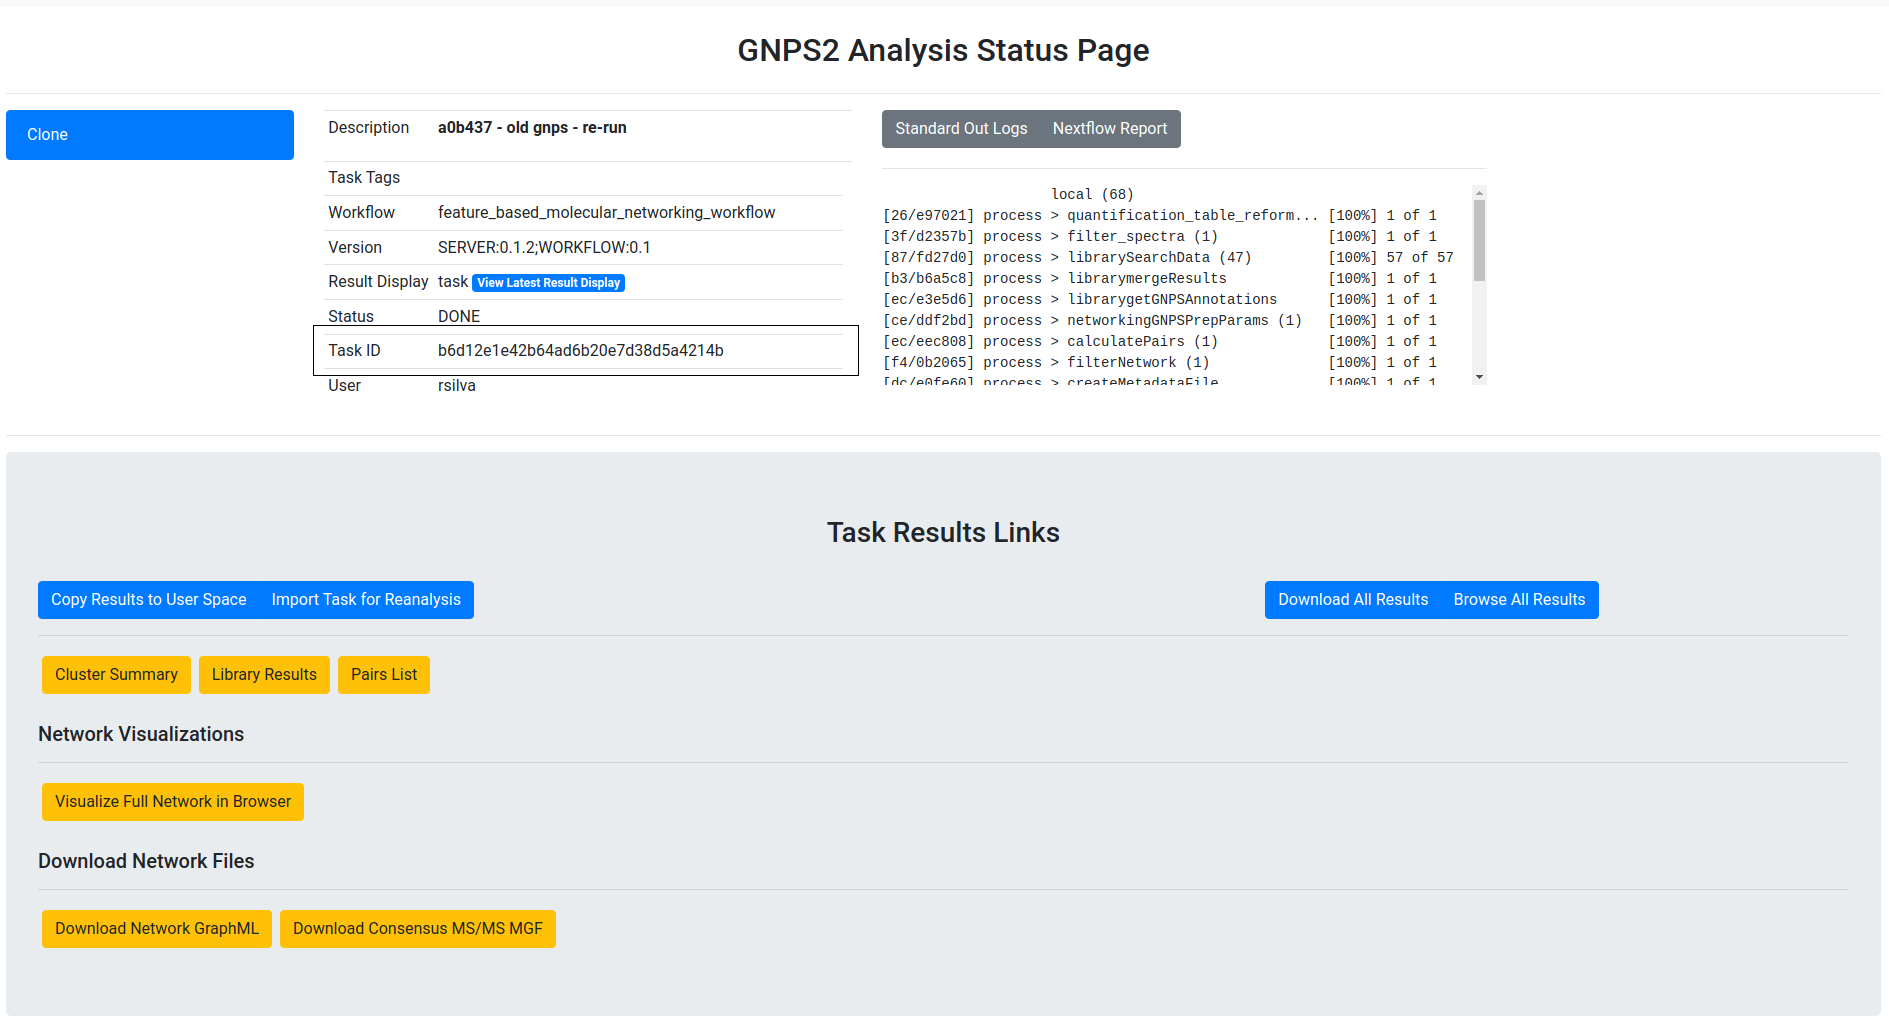 GNPS2 Analysis Status Page
Clone
Description a0b437 - old gnps - re-run
Task Tags
Workflow feature_based_molecular_networking_workflow
Version SERVER:0.1.2;WORKFLOW:0.1
Result Display task View Latest Result Display
Status DONE
Task ID b6d12e1e42b64ad6b20e7d38d5a4214b
User rsilva
Standard Out Logs Nextflow Report
local (68)
[26/e97021] process > quantification_table_reform... [100%] 1 of 1
[3f/d2357b] process > filter_spectra (1) [100%] 1 of 1
[87/fd27d0] process > librarySearchData (47) [100%] 57 of 57
[b3/b6a5c8] process > librarymergeResults [100%] 1 of 1
[ec/e3e5d6] process > librarygetGNPSAnnotations [100%] 1 of 1
[ce/ddf2bd] process > networkingGNPSPrepParams (1) [100%] 1 of 1
[ec/eec808] process > calculatePairs (1) [100%] 1 of 1
[f4/0b2065] process > filterNetwork (1) [100%] 1 of 1
[dc/e0fe60] process > createMetadataFile [100%] 1 of 1
Task Results Links
Copy Results to User Space Import Task for Reanalysis
Download All Results Browse All Results
Cluster Summary Library Results Pairs List
Network Visualizations
Visualize Full Network in Browser
Download Network Files
Download Network GraphML Download Consensus MS/MS MGF